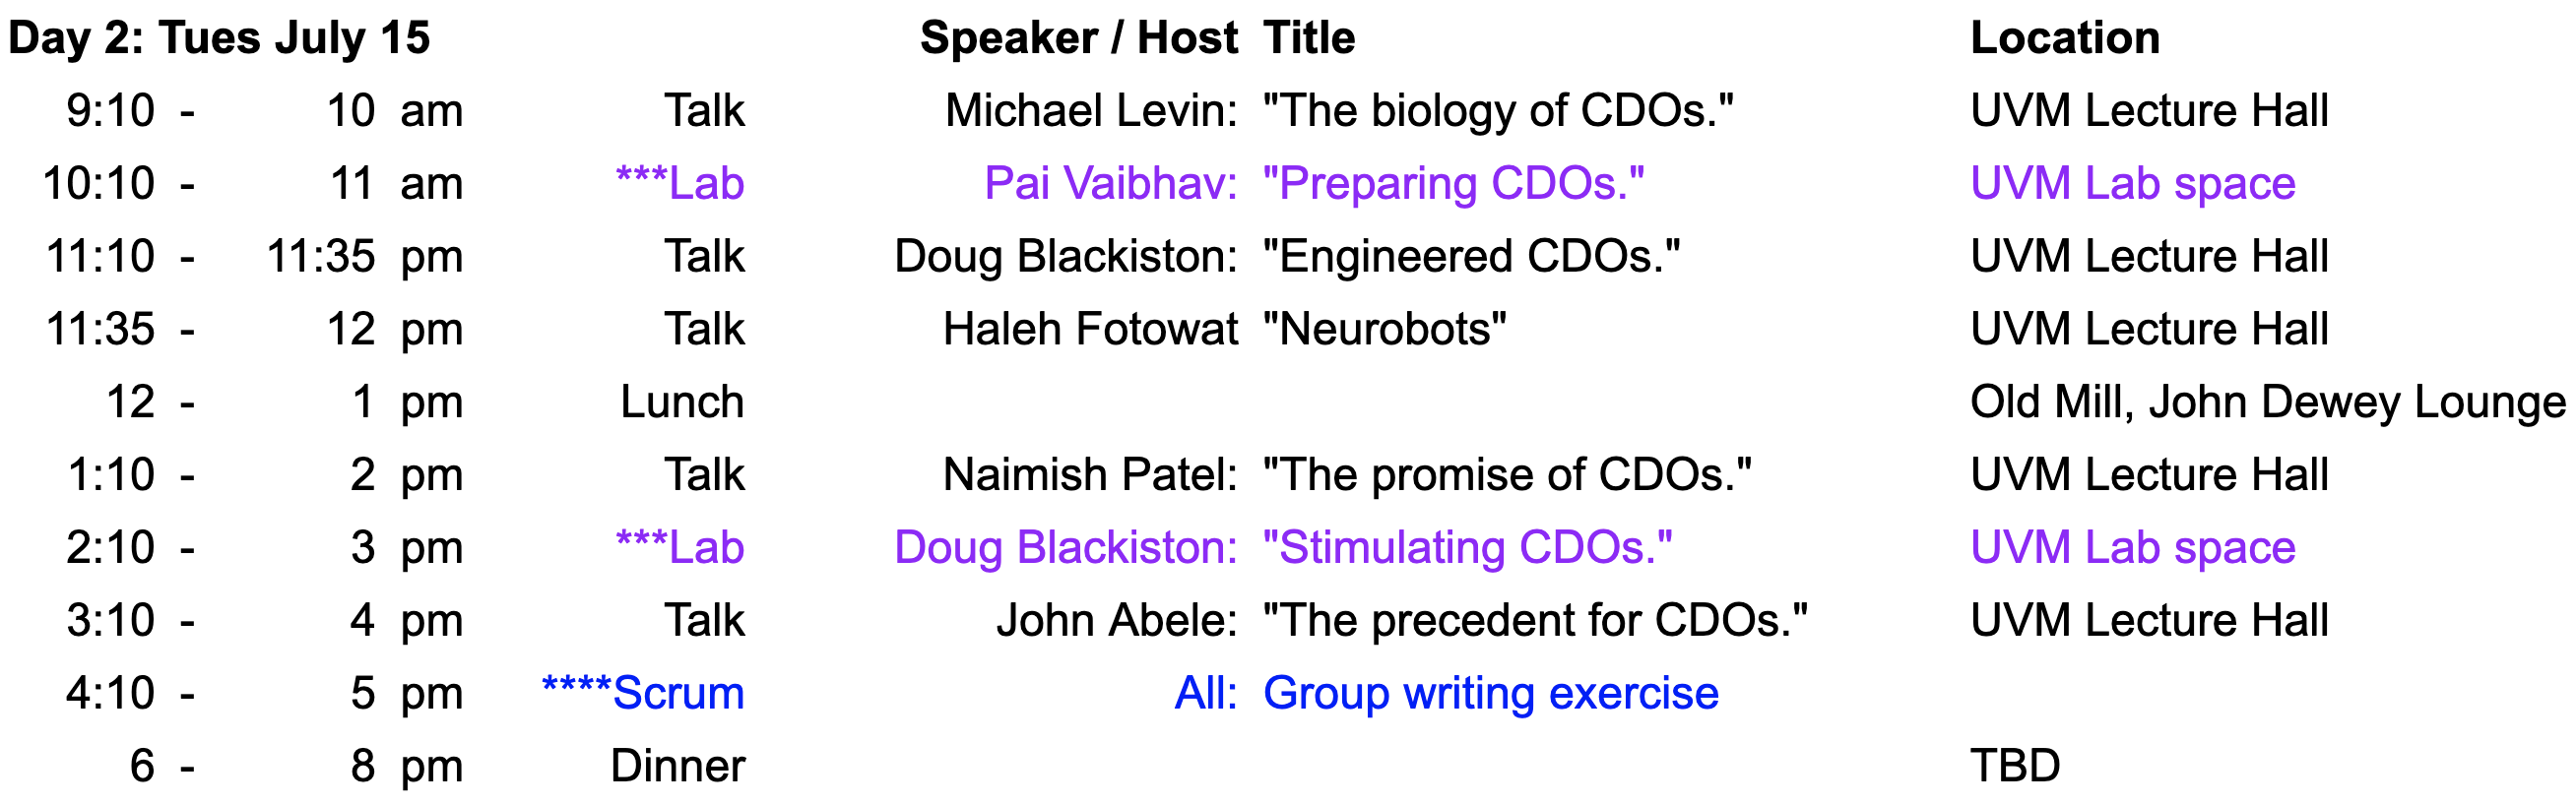 Day 2: Tues July 15 Speaker / Host Title Location
9:10 - 10 am Talk Michael Levin: "The biology of CDOs." UVM Lecture Hall
10:10 - 11 am ***Lab Pai Vaibhav: "Preparing CDOs." UVM Lab space
11:10 - 11:35 pm Talk Doug Blackiston: "Engineered CDOs." UVM Lecture Hall
11:35 - 12 pm Talk Haleh Fotowat "Neurobots" UVM Lecture Hall
12 - 1 pm Lunch Old Mill, John Dewey Lounge
1:10 - 2 pm Talk Naimish Patel: "The promise of CDOs." UVM Lecture Hall
2:10 - 3 pm ***Lab Doug Blackiston: "Stimulating CDOs." UVM Lab space
3:10 - 4 pm Talk John Abele: "The precedent for CDOs." UVM Lecture Hall
4:10 - 5 pm ****Scrum All: Group writing exercise
6 - 8 pm Dinner TBD